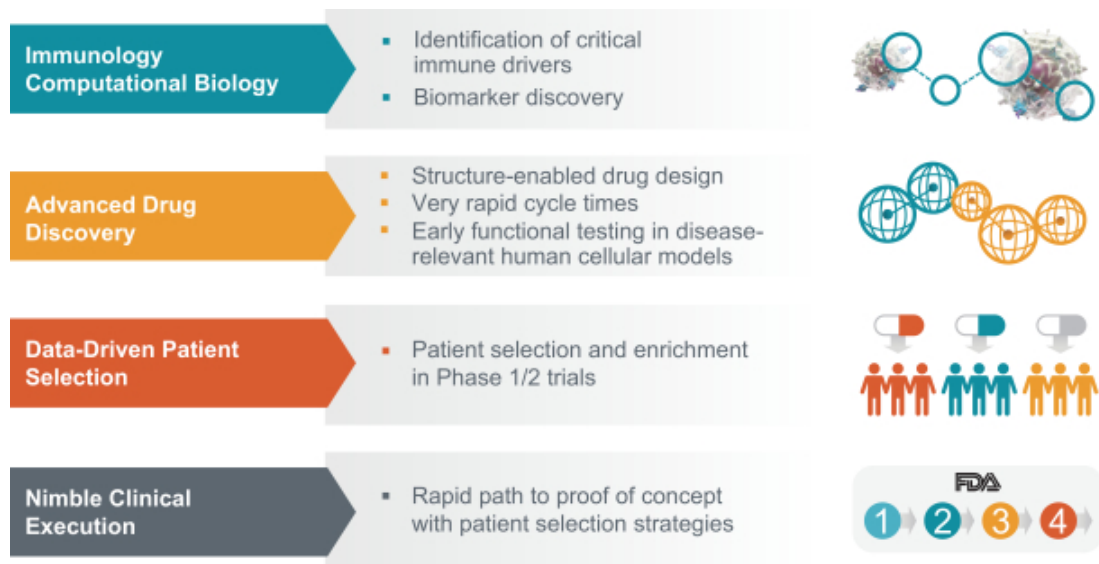 Immunology
Computational Biology
▪ Identification of critical
immune drivers
▪ Biomarker discovery
Advanced Drug
Discovery
▪ Structure-enabled drug design
▪ Very rapid cycle times
▪ Early functional testing in disease-
relevant human cellular models
Data-Driven Patient
Selection
▪ Patient selection and enrichment
in Phase 1/2 trials
Nimble Clinical
Execution
▪ Rapid path to proof of concept
with patient selection strategies
FDA
1 2 3 4